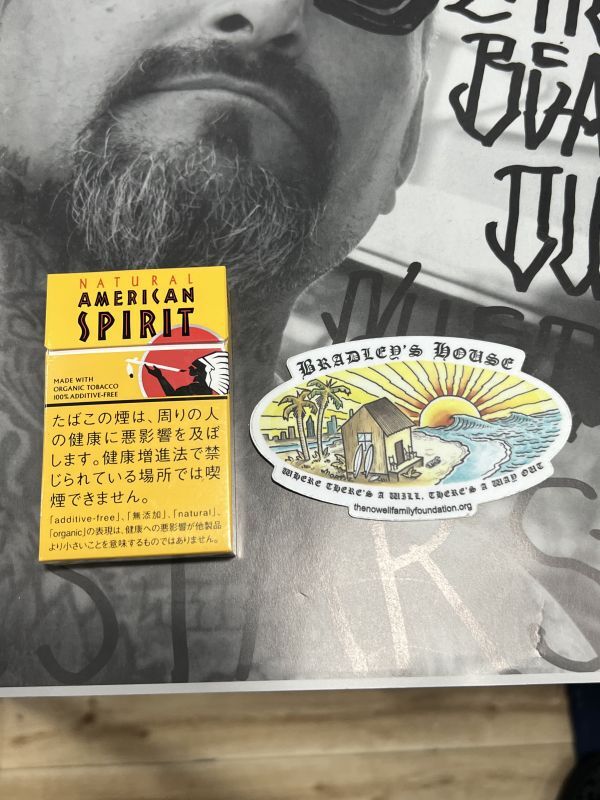 NATURAL
AMERICAN
SPIRIT
MADE WITH
ORGANIC TOBACCO
100% ADDITIVE-FREE
たばこの煙は、周りの人
の健康に悪影響を及ぼ
します。健康増進法で禁
じられている場所では喫
煙できません。
「additive-free」、「無添加」、「natural」、
「organic」の表現は、健康への悪影響が他製品
より小さいことを意味するものではありません。
BRADLEY'S HOUSE
WHERE THERE'S A WILL, THERE'S A WAY OUT
thenowellfamilyfoundation.org